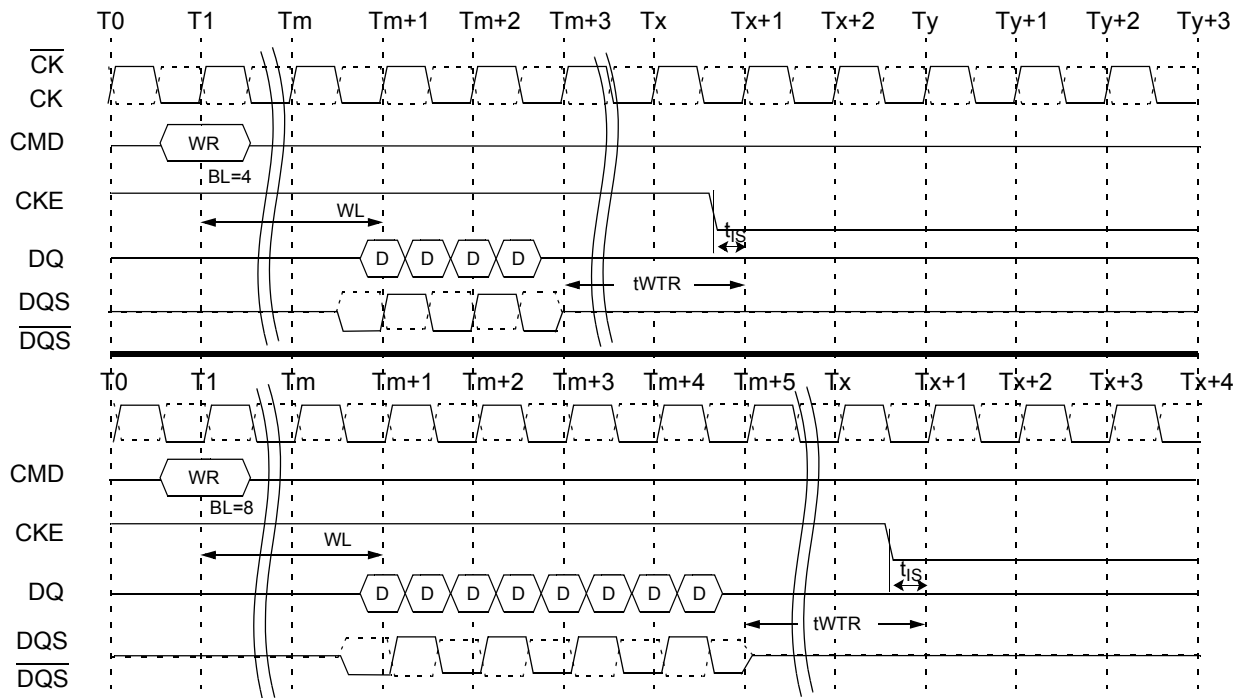 T0 T1 Tm Tm+1 Tm+2 Tm+3 Tx Tx+1 Tx+2 Ty Ty+1 Ty+2 Ty+3
CK
CK
CMD WR
BL=4
CKE
WL
tIS
DQ D D D D
tWTR
DQS
DQS
T0 T1 Tm Tm+1 Tm+2 Tm+3 Tm+4 Tm+5 Tx Tx+1 Tx+2 Tx+3 Tx+4
CMD WR
BL=8
CKE
WL
tIS
DQ D D D D D D D D
tWTR
DQS
DQS